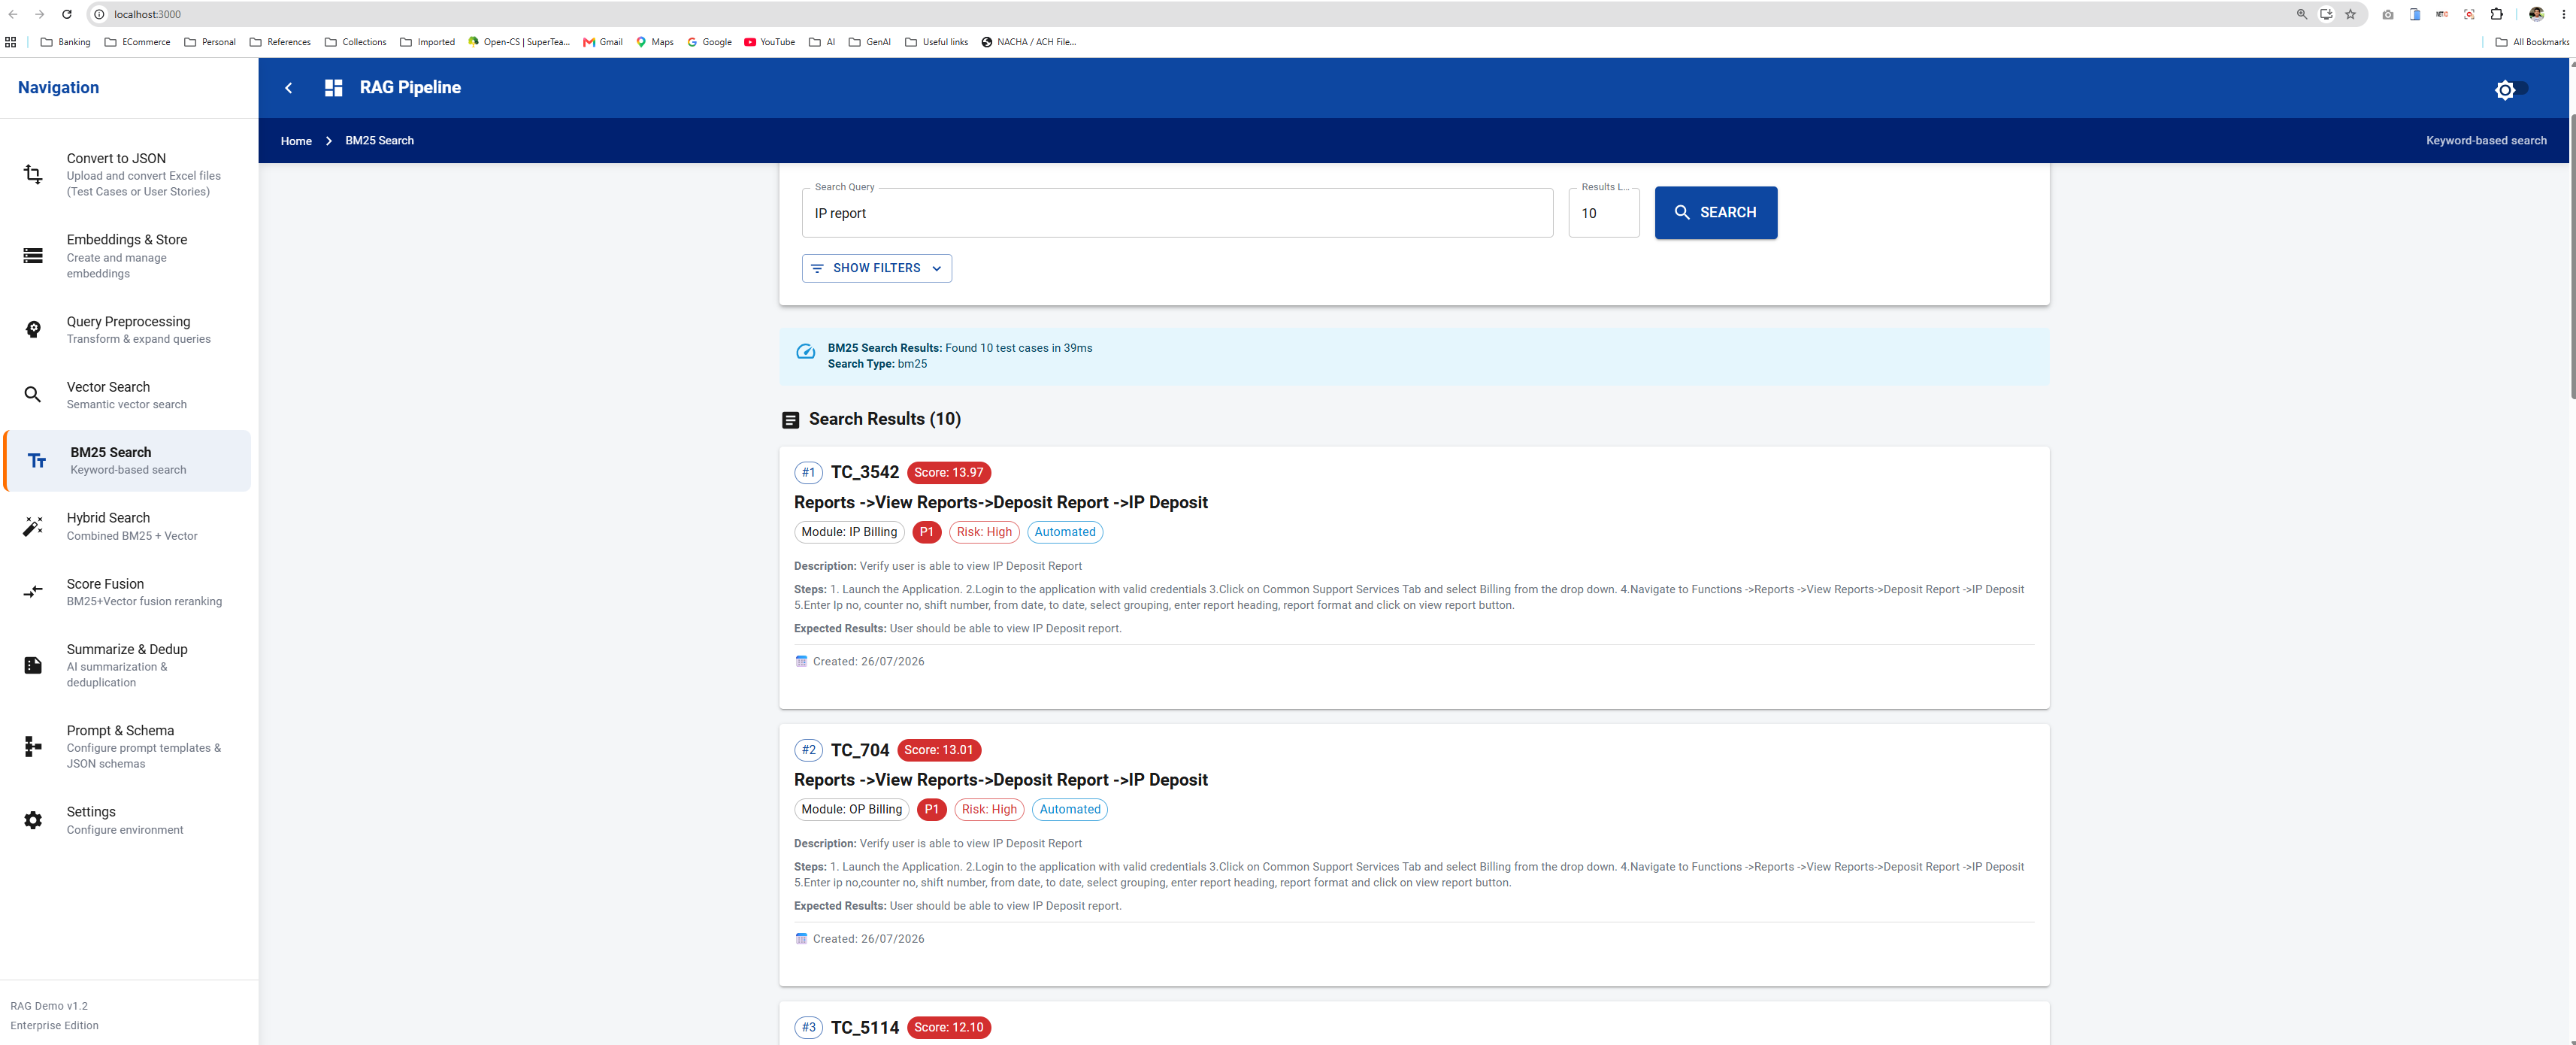 localhost:3000
Banking ECommerce Personal References Collections Imported Open-CS | SuperTea... Gmail Maps Google YouTube AI GenAI Useful links NACHA / ACH File... All Bookmarks
Navigation
RAG Pipeline
Home > BM25 Search
Keyword-based search
Convert to JSON
Upload and convert Excel files
(Test Cases or User Stories)
Embeddings & Store
Create and manage
embeddings
Query Preprocessing
Transform & expand queries
Vector Search
Semantic vector search
BM25 Search
Keyword-based search
Hybrid Search
Combined BM25 + Vector
Score Fusion
BM25+Vector fusion reranking
Summarize & Dedup
AI summarization &
deduplication
Prompt & Schema
Configure prompt templates &
JSON schemas
Settings
Configure environment
RAG Demo v1.2
Enterprise Edition
Search Query
IP report
Results L...
10
SEARCH
SHOW FILTERS
BM25 Search Results: Found 10 test cases in 39ms
Search Type: bm25
Search Results (10)
#1 TC_3542 Score: 13.97
Reports ->View Reports->Deposit Report ->IP Deposit
Module: IP Billing P1 Risk: High Automated
Description: Verify user is able to view IP Deposit Report
Steps: 1. Launch the Application. 2.Login to the application with valid credentials 3.Click on Common Support Services Tab and select Billing from the drop down. 4.Navigate to Functions ->Reports ->View Reports->Deposit Report ->IP Deposit
5.Enter Ip no, counter no, shift number, from date, to date, select grouping, enter report heading, report format and click on view report button.
Expected Results: User should be able to view IP Deposit report.
Created: 26/07/2026
#2 TC_704 Score: 13.01
Reports ->View Reports->Deposit Report ->IP Deposit
Module: OP Billing P1 Risk: High Automated
Description: Verify user is able to view IP Deposit Report
Steps: 1. Launch the Application. 2.Login to the application with valid credentials 3.Click on Common Support Services Tab and select Billing from the drop down. 4.Navigate to Functions ->Reports ->View Reports->Deposit Report ->IP Deposit
5.Enter ip no,counter no, shift number, from date, to date, select grouping, enter report heading, report format and click on view report button.
Expected Results: User should be able to view IP Deposit report.
Created: 26/07/2026
#3 TC_5114 Score: 12.10